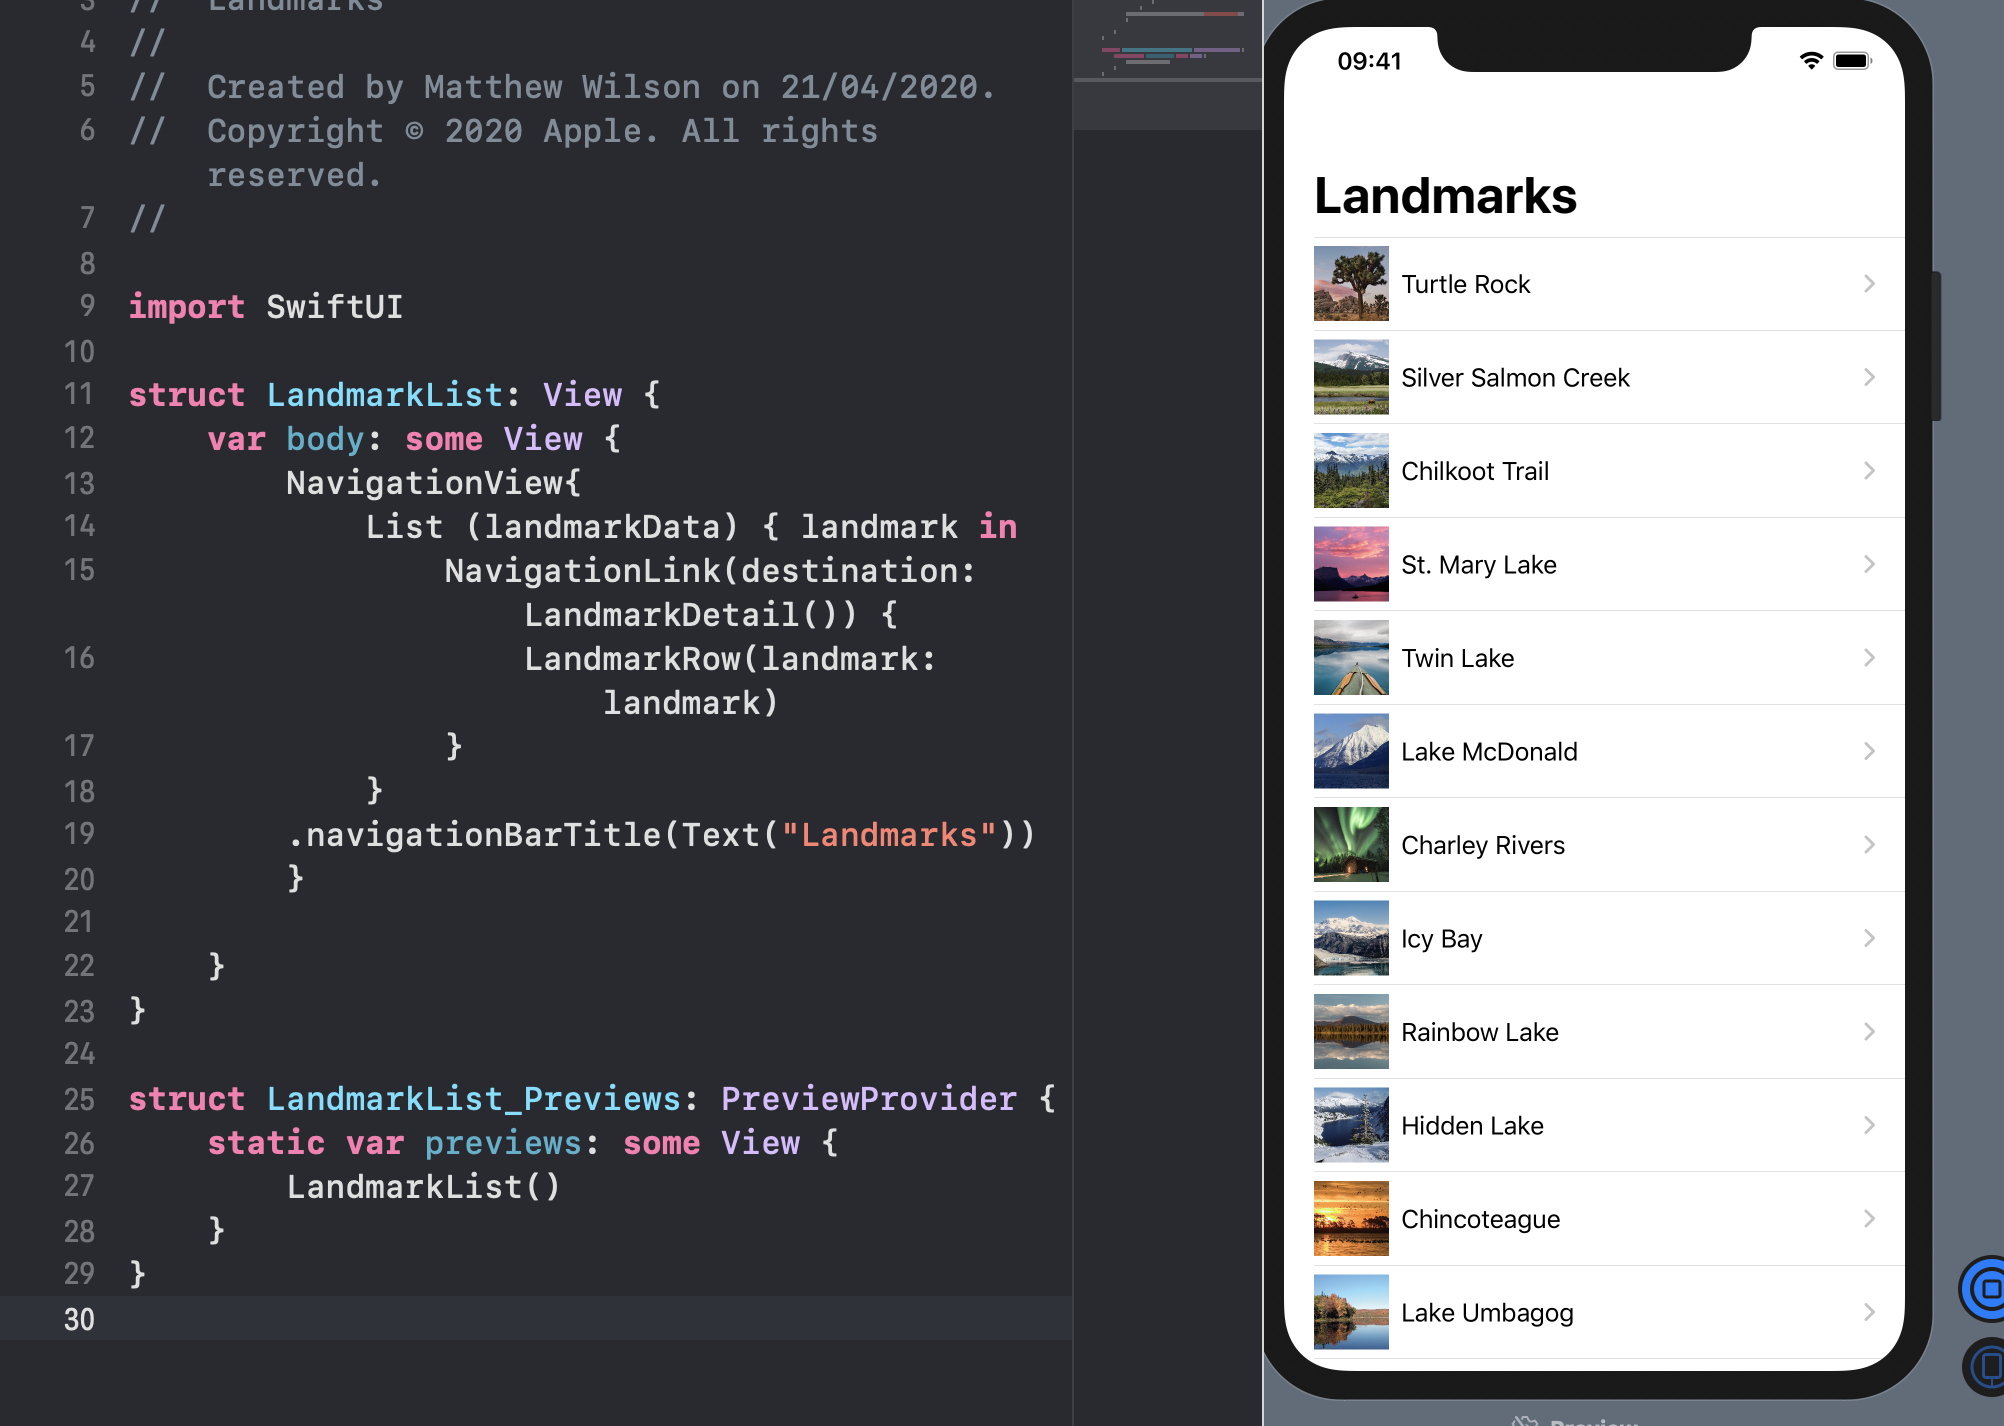 3 // Landmarks
4 //
5 // Created by Matthew Wilson on 21/04/2020.
6 // Copyright © 2020 Apple. All rights
reserved.
7 //
8
9 import SwiftUI
10
11 struct LandmarkList: View {
12 var body: some View {
13 NavigationView{
14 List (landmarkData) { landmark in
15 NavigationLink(destination:
LandmarkDetail()) {
16 LandmarkRow(landmark:
landmark)
17 }
18 }
19 .navigationBarTitle(Text("Landmarks"))
20 }
21
22 }
23 }
24
25 struct LandmarkList_Previews: PreviewProvider {
26 static var previews: some View {
27 LandmarkList()
28 }
29 }
30
09:41
Landmarks
Turtle Rock
Silver Salmon Creek
Chilkoot Trail
St. Mary Lake
Twin Lake
Lake McDonald
Charley Rivers
Icy Bay
Rainbow Lake
Hidden Lake
Chincoteague
Lake Umbagog
Preview